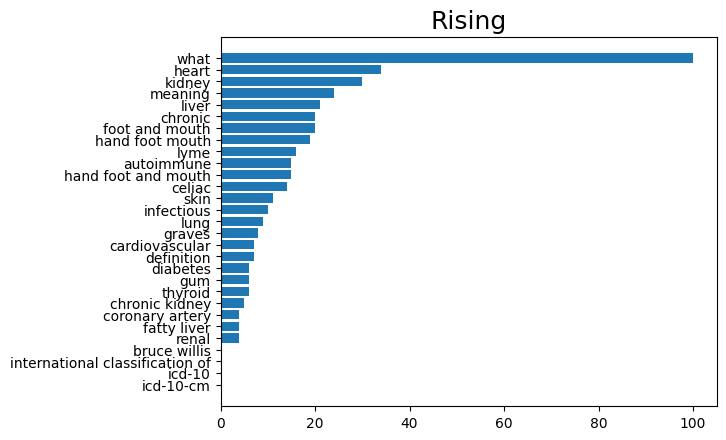 Rising
what
heart
kidney
meaning
liver
chronic
foot and mouth
hand foot mouth
lyme
autoimmune
hand foot and mouth
celiac
skin
infectious
lung
graves
cardiovascular
definition
diabetes
gum
thyroid
chronic kidney
coronary artery
fatty liver
renal
bruce willis
international classification of
icd-10
icd-10-cm
0 20 40 60 80 100